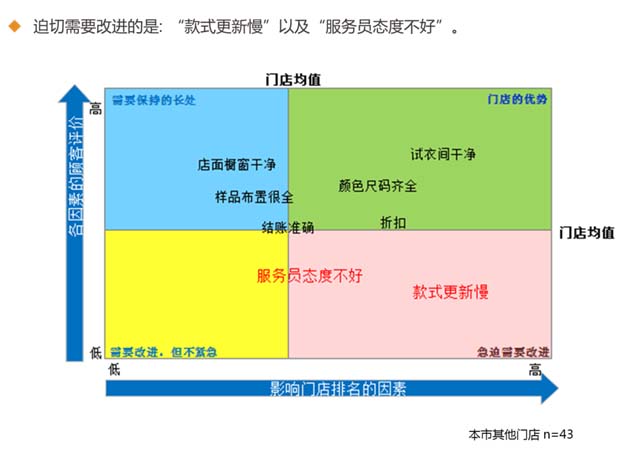 迫切需要改进的是: “款式更新慢”以及“服务员态度不好”。
门店均值
高
需要保持的长处
门店的优势
各因素的顾客评价
试衣间干净
店面橱窗干净
颜色尺码齐全
样品布置很全
折扣
结账准确
门店均值
服务员态度不好
款式更新慢
低
需要改进，但不紧急
急迫需要改进
低
高
影响门店排名的因素
本市其他门店 n=43